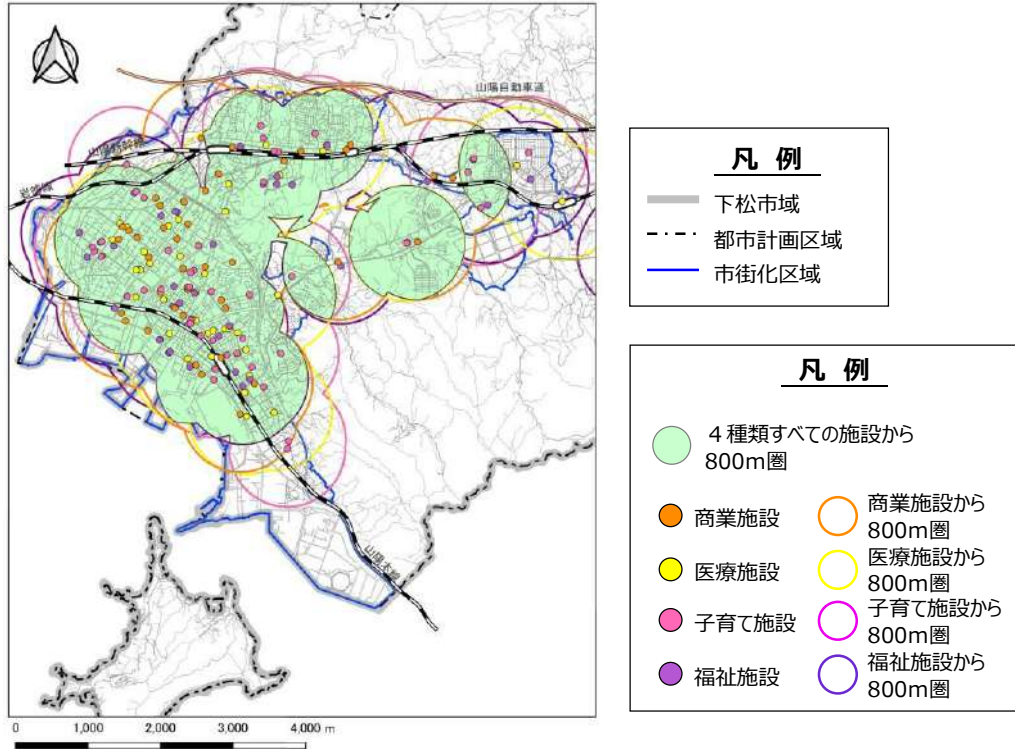 山陽自動車道
山陽新幹線
岩徳線
山陽本線
0 1,000 2,000 3,000 4,000 m
凡 例
下松市域
都市計画区域
市街化区域
凡 例
4種類すべての施設から
800m圏
商業施設
商業施設から
800m圏
医療施設
医療施設から
800m圏
子育て施設
子育て施設から
800m圏
福祉施設
福祉施設から
800m圏